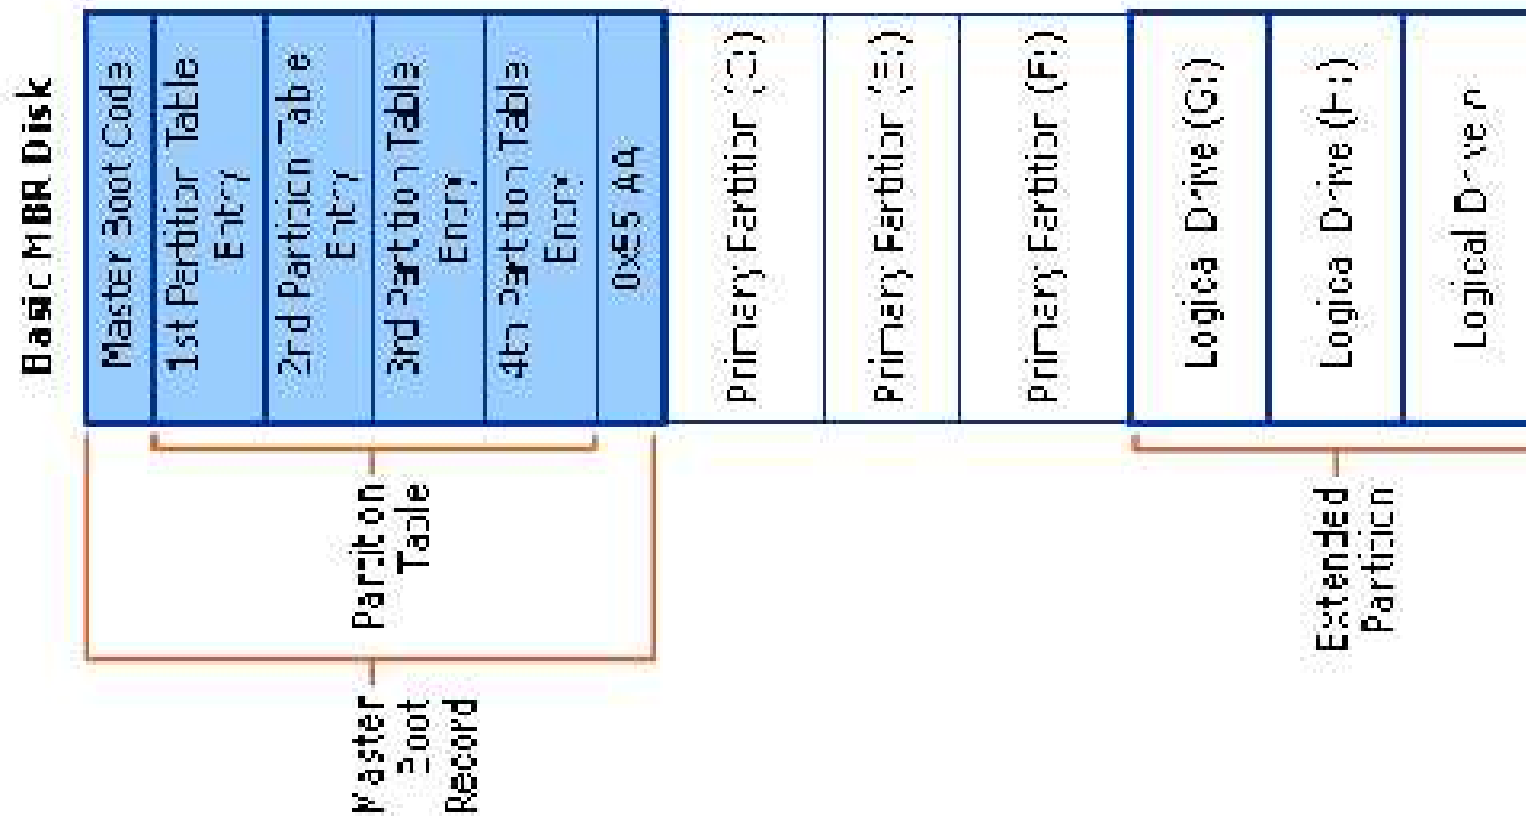 Basic MBR Disk
Master Boot Code
1st Partition Table
Entry
2nd Partition Table
Entry
3rd Partition Table
Entry
4th Partition Table
Entry
0x55 AA
Primary Partition (C:)
Primary Partition (E:)
Primary Partition (F:)
Logical Drive (G:)
Logical Drive (H:)
Logical Drive n
Partition
Table
Master
Boot
Record
Extended
Partition